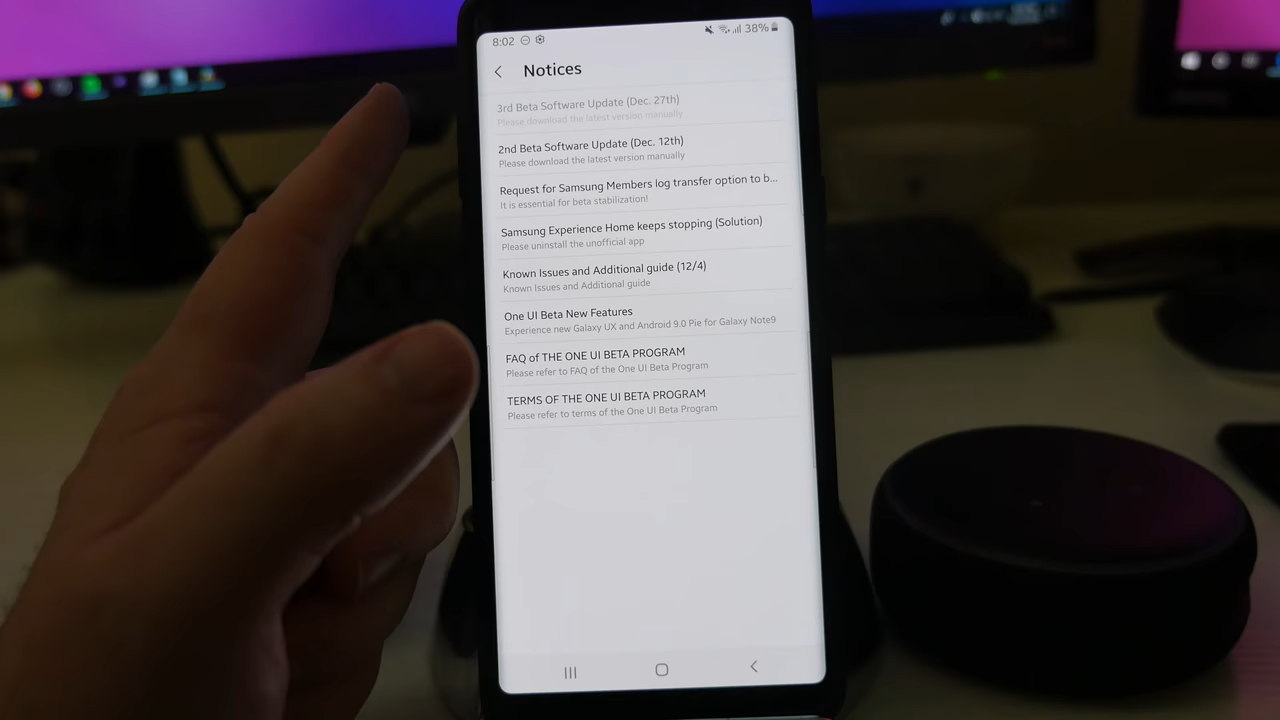 8:02
38%
Notices
3rd Beta Software Update (Dec. 27th)
Please download the latest version manually
2nd Beta Software Update (Dec. 12th)
Please download the latest version manually
Request for Samsung Members log transfer option to b...
It is essential for beta stabilization!
Samsung Experience Home keeps stopping (Solution)
Please uninstall the unofficial app
Known Issues and Additional guide (12/4)
Known Issues and Additional guide
One UI Beta New Features
Experience new Galaxy UX and Android 9.0 Pie for Galaxy Note9
FAQ of THE ONE UI BETA PROGRAM
Please refer to FAQ of the One UI Beta Program
TERMS OF THE ONE UI BETA PROGRAM
Please refer to terms of the One UI Beta Program